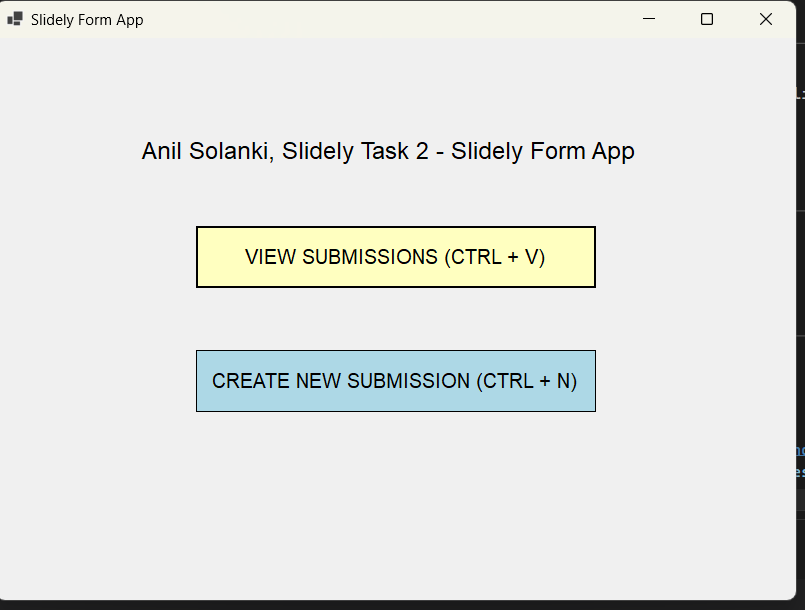 Slidely Form App
Anil Solanki, Slidely Task 2 - Slidely Form App
VIEW SUBMISSIONS (CTRL + V)
CREATE NEW SUBMISSION (CTRL + N)